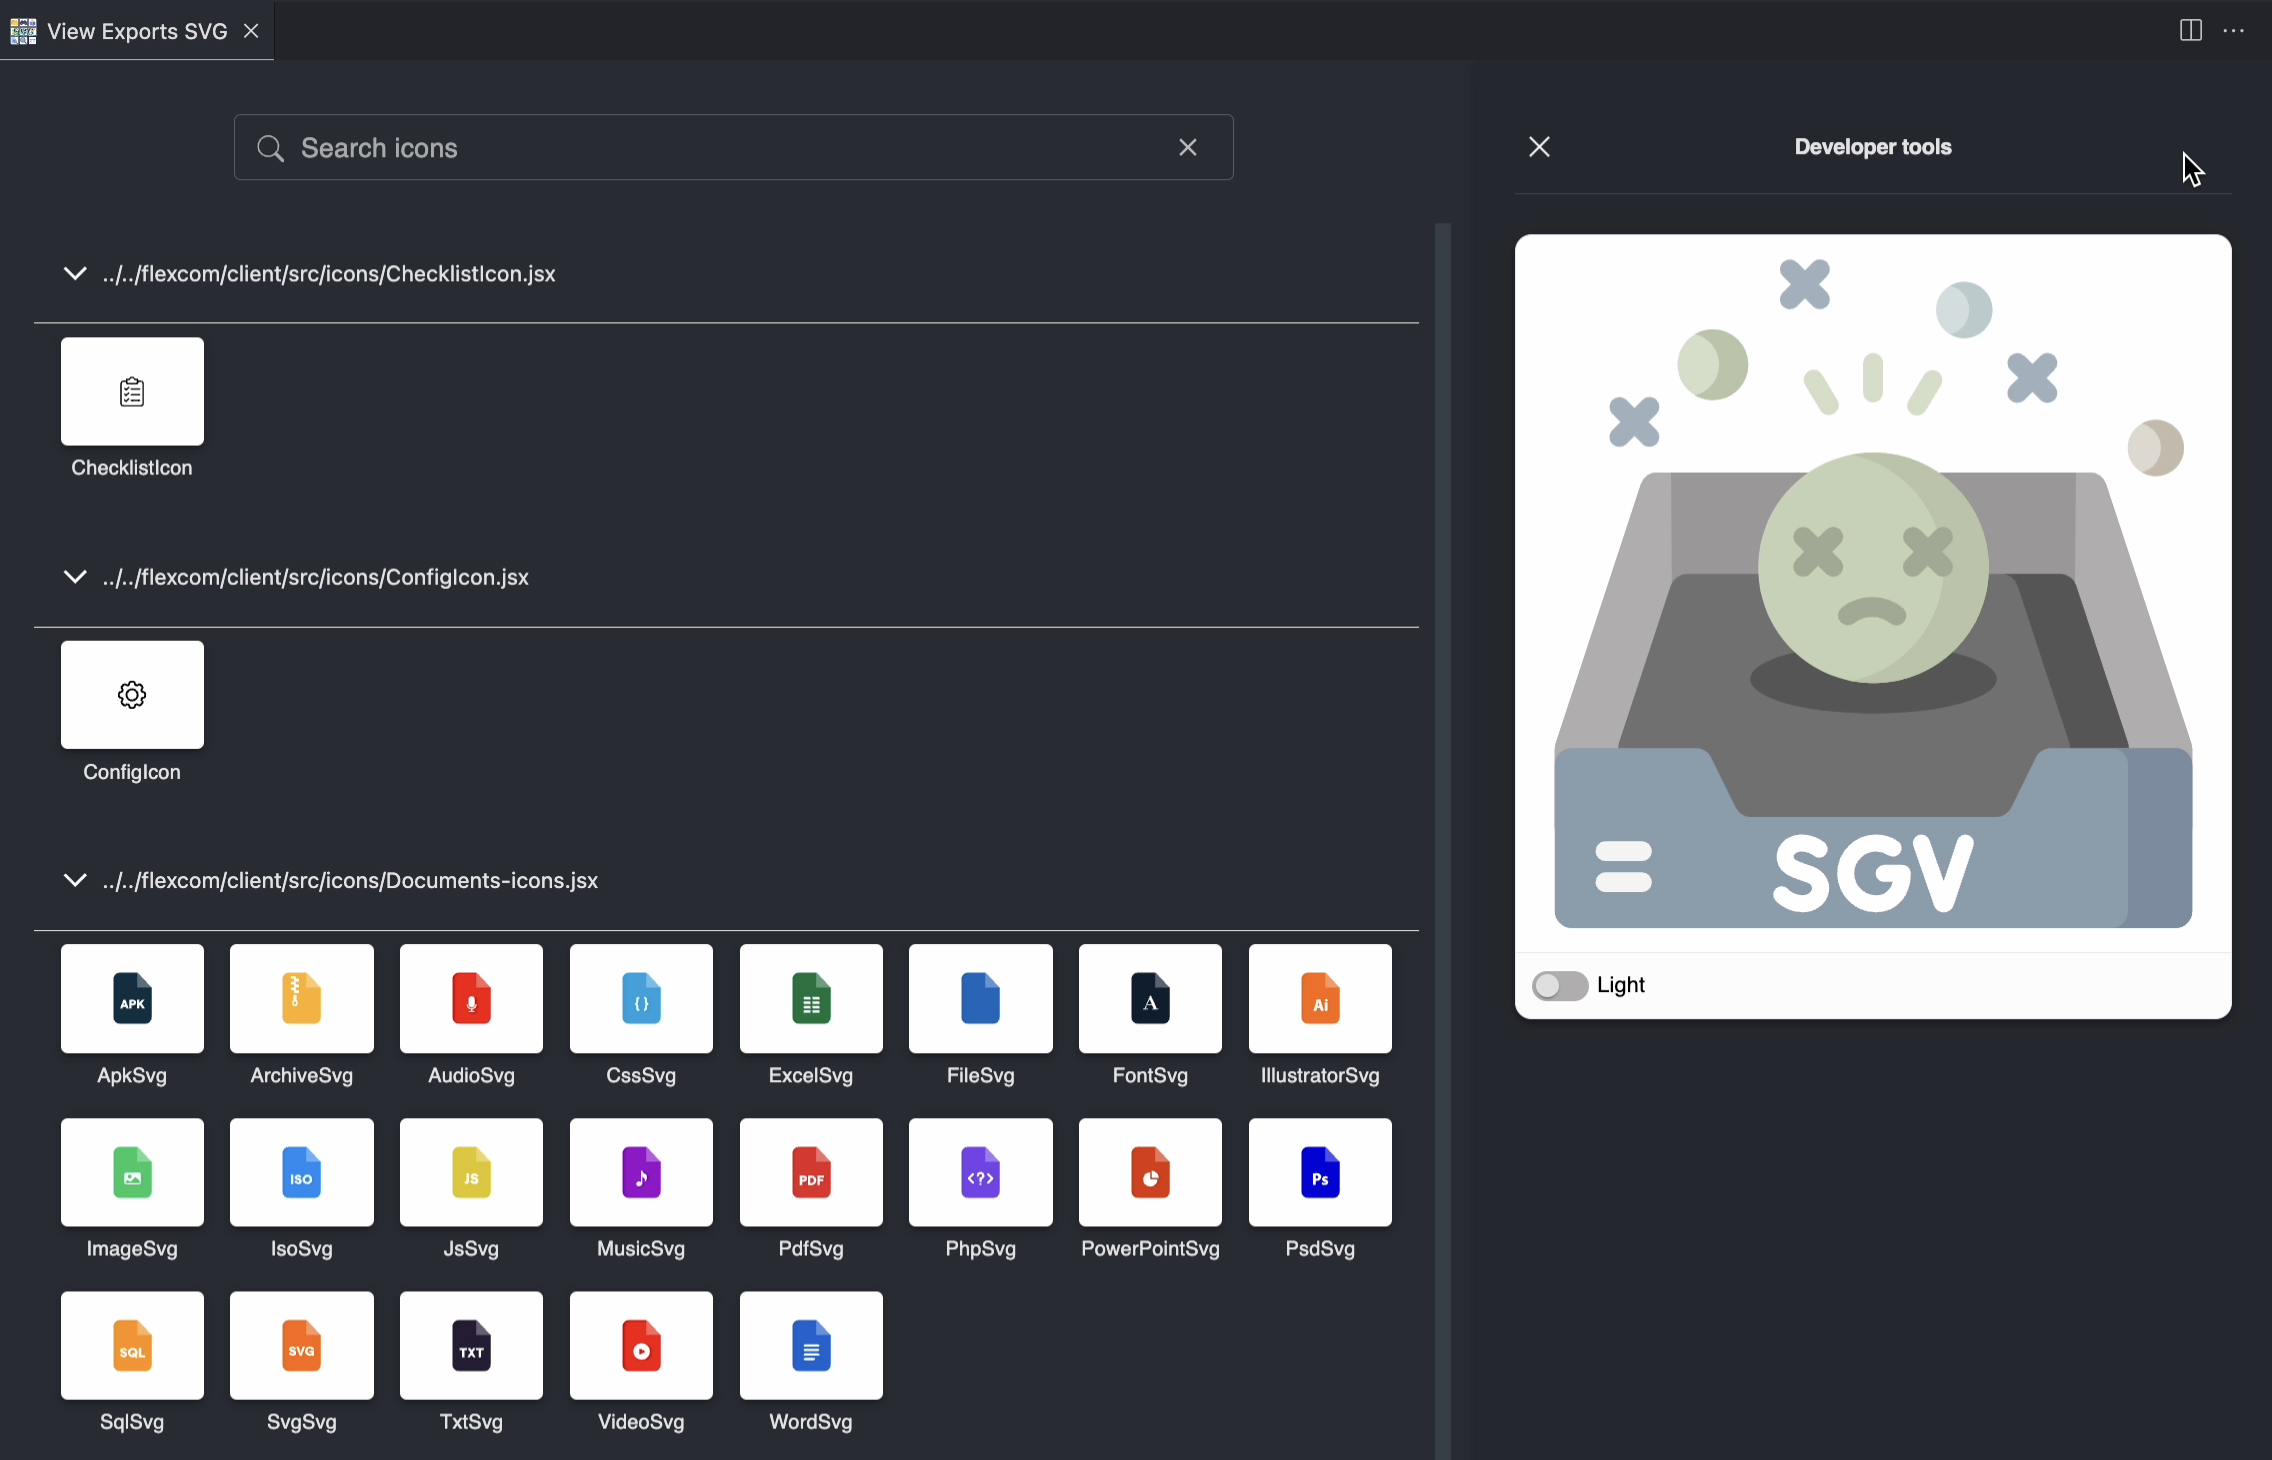 View Exports SVG
Search icons
Developer tools
../../flexcom/client/src/icons/ChecklistIcon.jsx
ChecklistIcon
../../flexcom/client/src/icons/ConfigIcon.jsx
ConfigIcon
../../flexcom/client/src/icons/Documents-icons.jsx
APK
{ }
A
Ai
ApkSvg
ArchiveSvg
AudioSvg
CssSvg
ExcelSvg
FileSvg
FontSvg
IllustratorSvg
ISO
JS
PDF
<?>
Ps
ImageSvg
IsoSvg
JsSvg
MusicSvg
PdfSvg
PhpSvg
PowerPointSvg
PsdSvg
SQL
SVG
TXT
SqlSvg
SvgSvg
TxtSvg
VideoSvg
WordSvg
SGV
Light